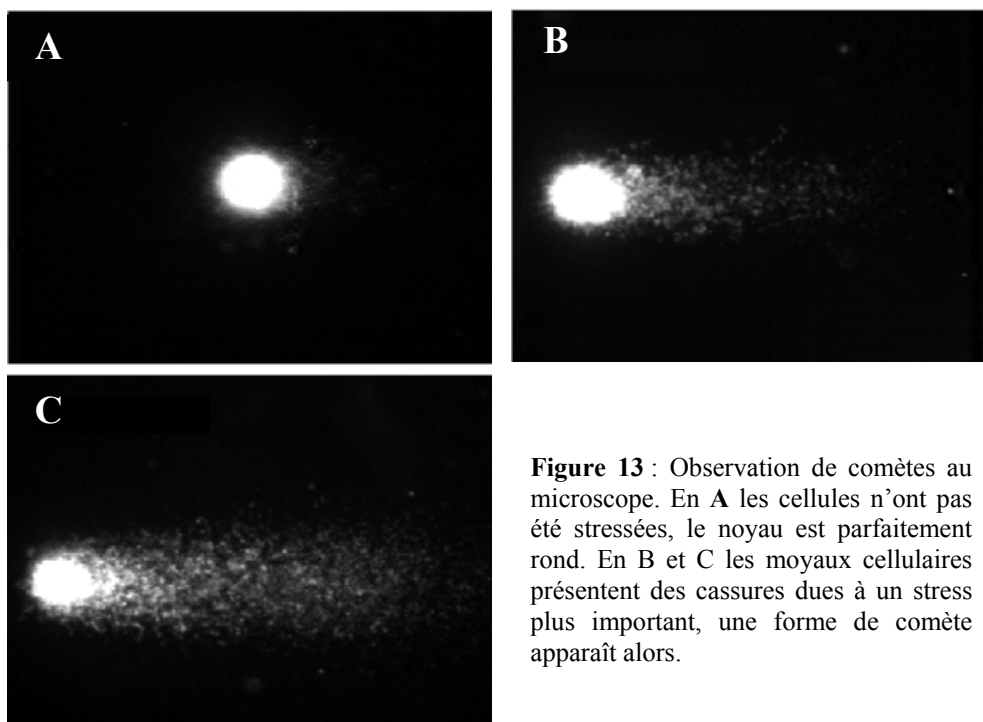 A
B
C
Figure 13 : Observation de comètes au
microscope. En A les cellules n'ont pas
été stressées, le noyau est parfaitement
rond. En B et C les moyaux cellulaires
présentent des cassures dues à un stress
plus important, une forme de comète
apparaît alors.